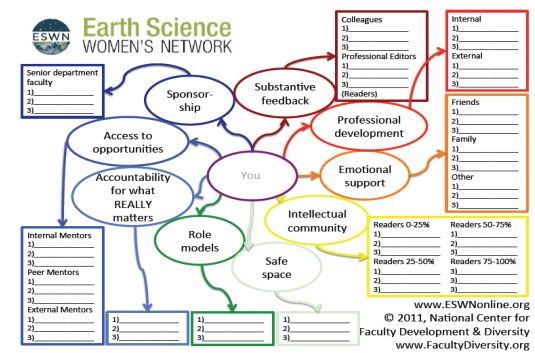 ESWN
Earth Science
WOMEN'S NETWORK
Colleagues
1)
2)
3)
Professional Editors
1)
2)
3)
(Readers)
Internal
1)
2)
3)
External
1)
2)
3)
Senior department
faculty
1)
2)
3)
Sponsor-
ship
Substantive
feedback
Professional
development
Friends
1)
2)
3)
Family
1)
2)
3)
Other
1)
2)
3)
Access to
opportunities
You
Emotional
support
Accountability
for what
REALLY
matters
Role
models
Intellectual
community
Safe
space
Readers 0-25%
1)
2)
3)
Readers 25-50%
1)
2)
3)
Readers 50-75%
1)
2)
3)
Readers 75-100%
1)
2)
3)
Internal Mentors
1)
2)
3)
Peer Mentors
1)
2)
3)
External Mentors
1)
2)
3)
1)
2)
3)
1)
2)
3)
1)
2)
3)
www.ESWNonline.org
© 2011, National Center for
Faculty Development & Diversity
www.FacultyDiversity.org